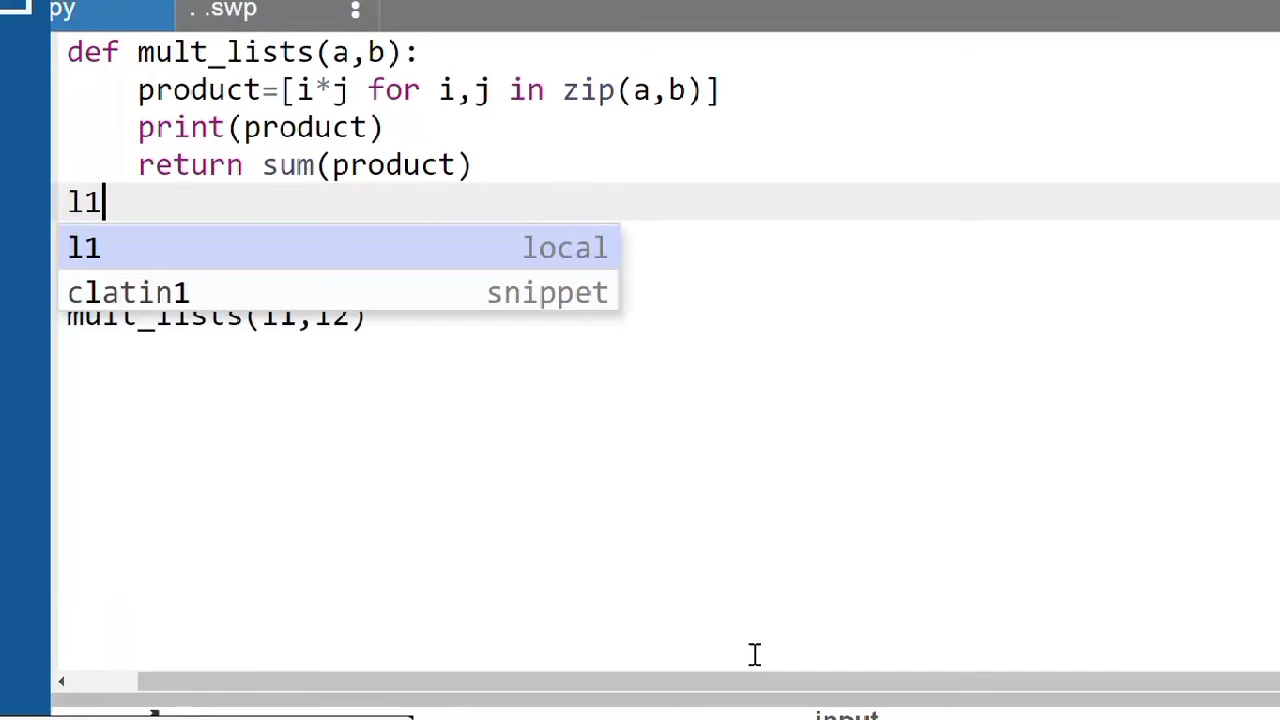 py . .swp
def mult_lists(a,b):
product=[i*j for i,j in zip(a,b)]
print(product)
return sum(product)
l1
l1 local
clatin1 snippet
mult_lists(l1,l2)
input